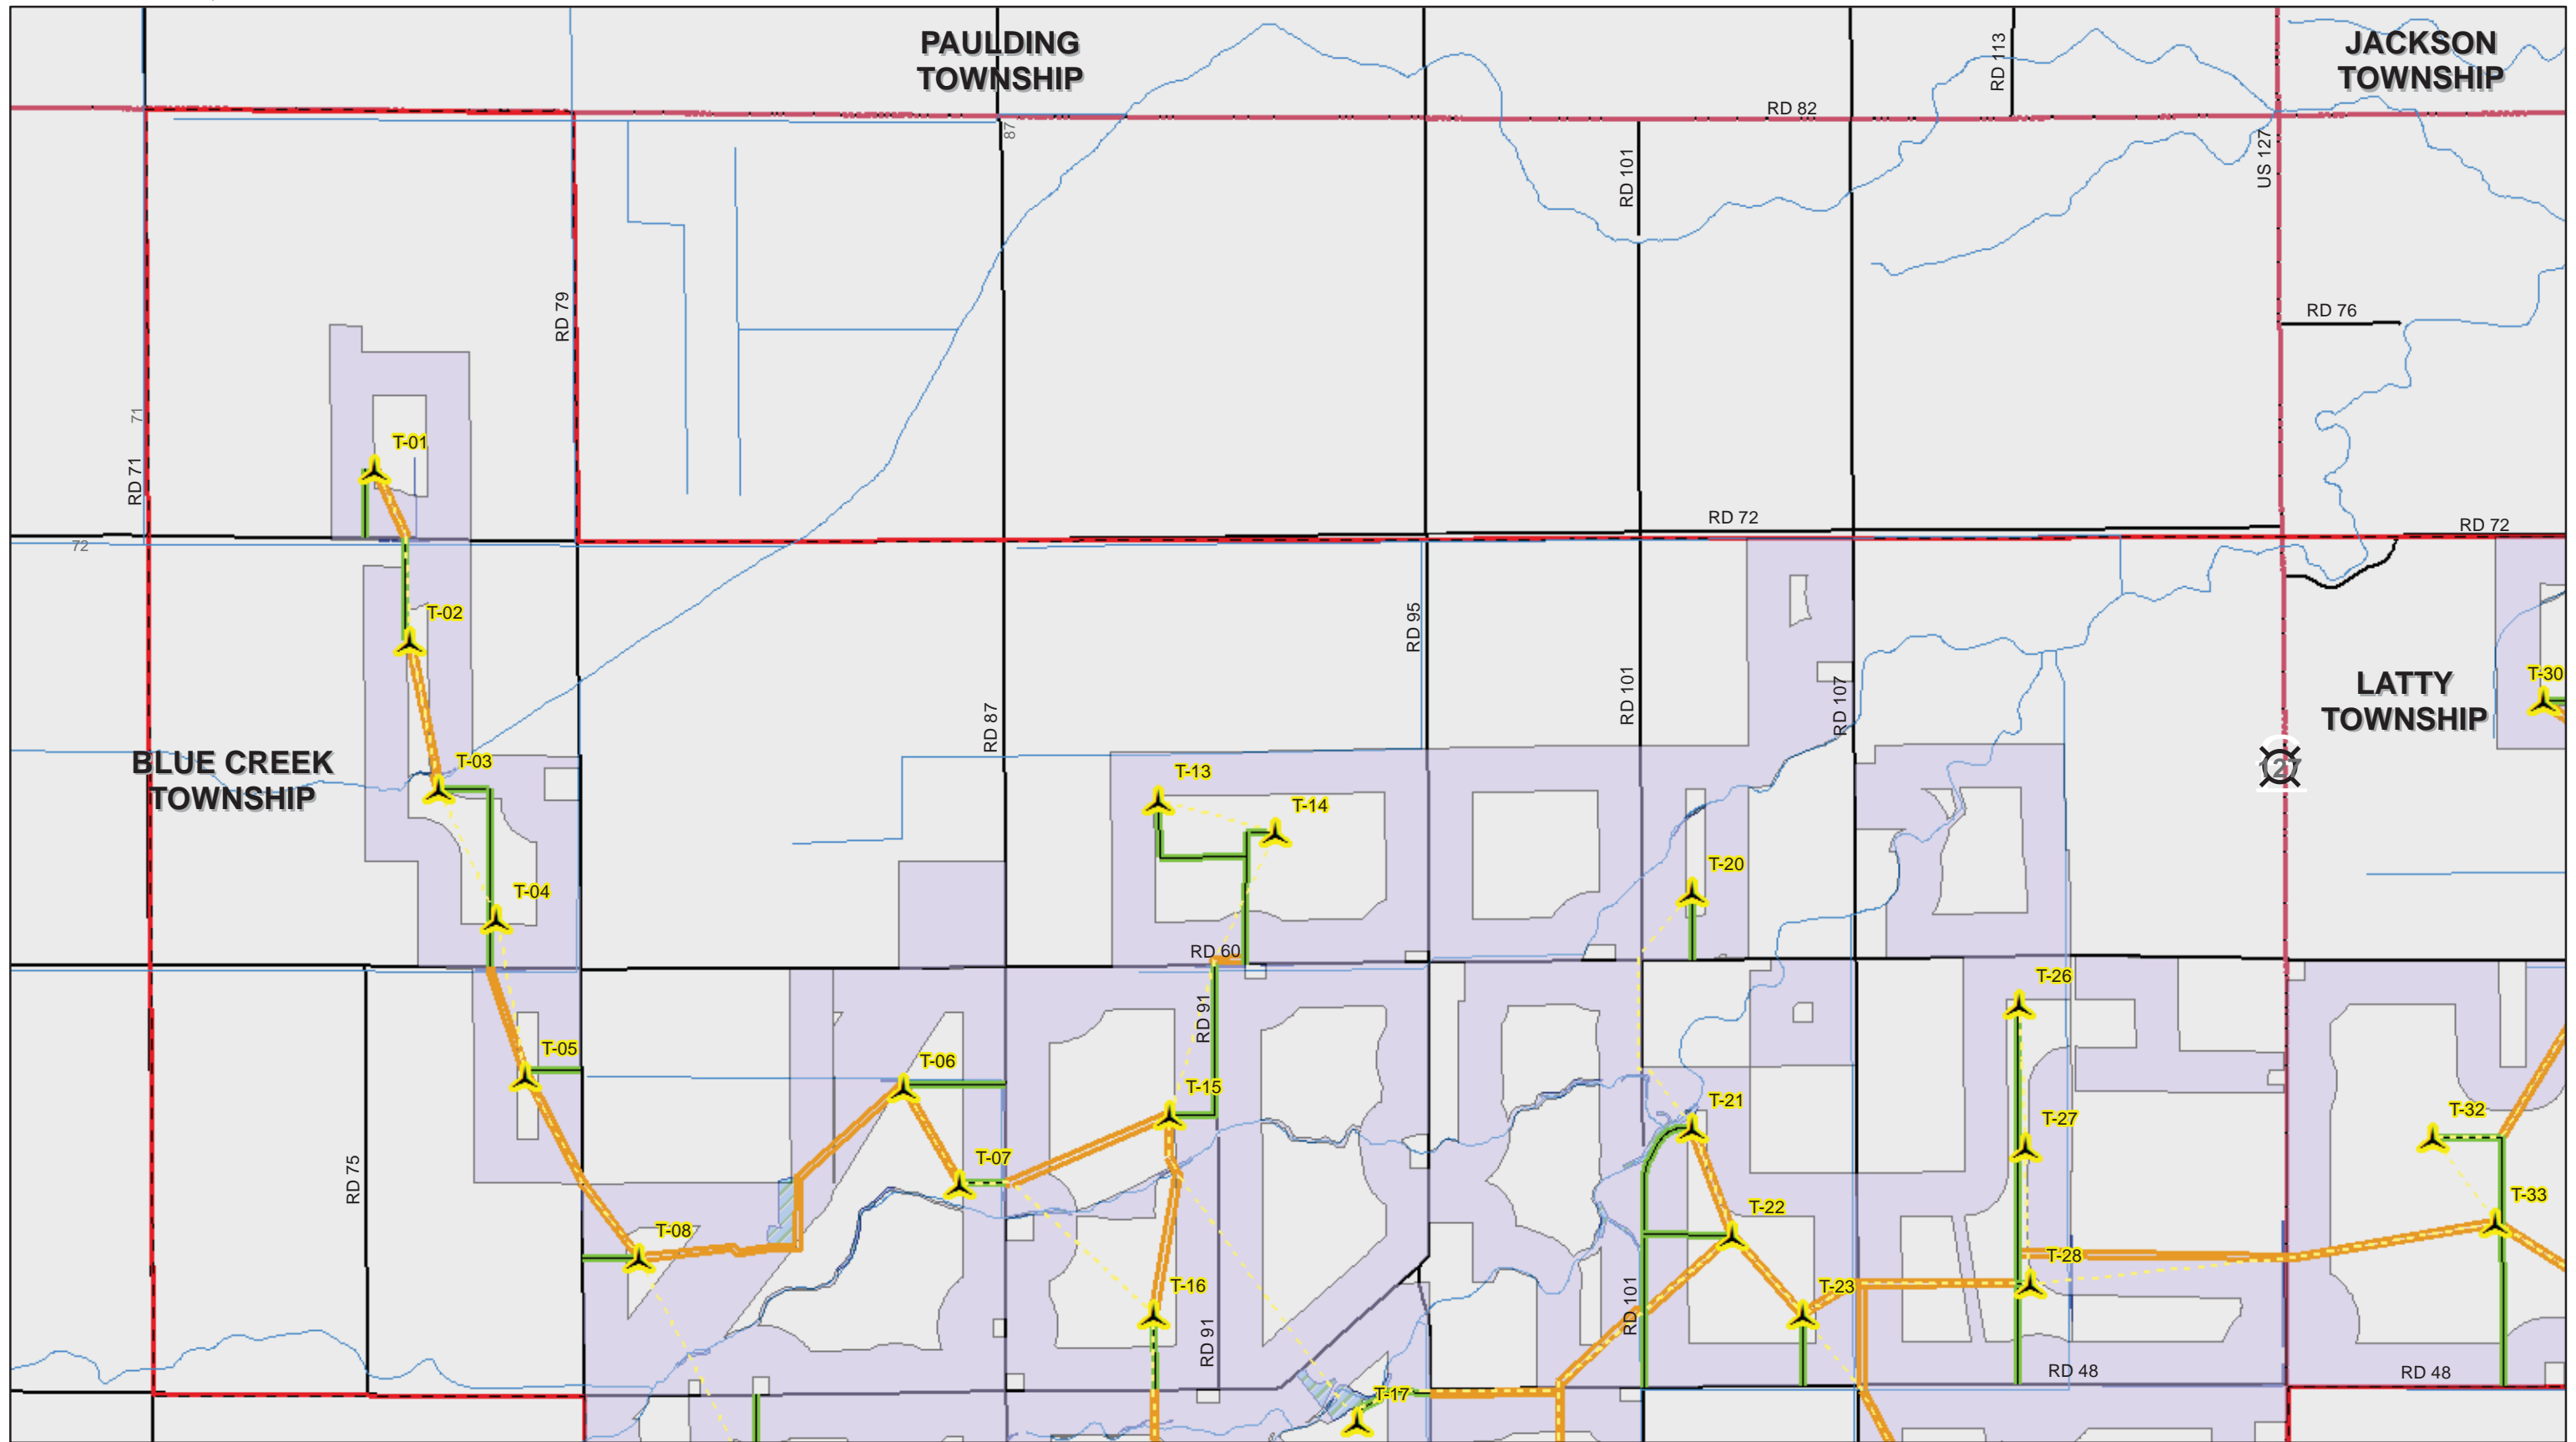 PAULDING
TOWNSHIP
JACKSON
TOWNSHIP
RD 113
RD 82
87
RD 101
US 127
RD 79
RD 76
71
T-01
RD 71
72
RD 72
RD 72
T-02
RD 95
RD 87
RD 101
RD 107
LATTY
TOWNSHIP
T-30
BLUE CREEK
TOWNSHIP
T-03
127
T-13
T-14
T-20
T-04
RD 60
T-26
RD 91
T-05
T-06
T-15
T-21
T-27
T-32
T-07
RD 75
T-33
T-08
T-22
T-28
T-16
T-23
RD 101
RD 91
RD 48
RD 48
T-17